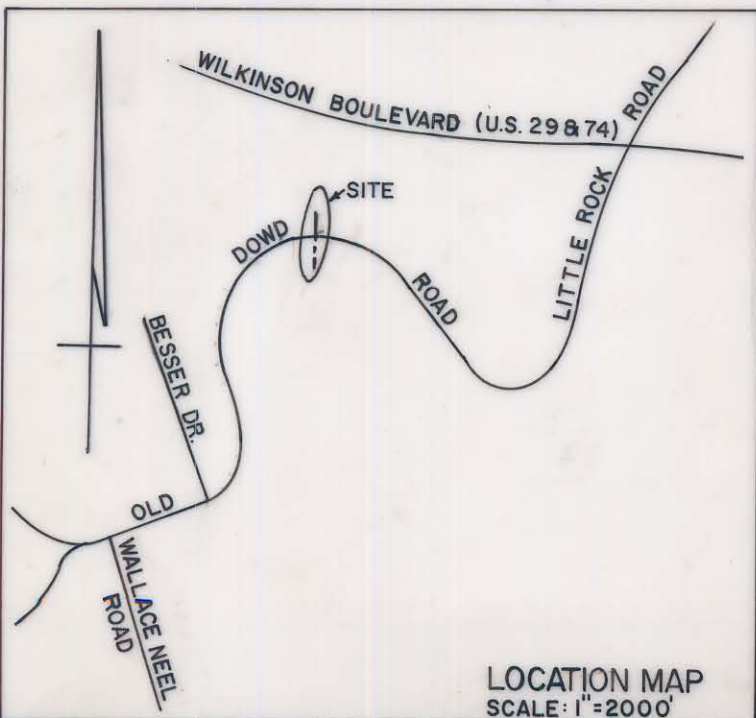 WILKINSON BOULEVARD (U.S. 29 & 74)
LITTLE ROCK ROAD
SITE
OLD DOWD ROAD
BESSER DR.
WALLACE NEEL
ROAD
LOCATION MAP
SCALE: 1"=2000'